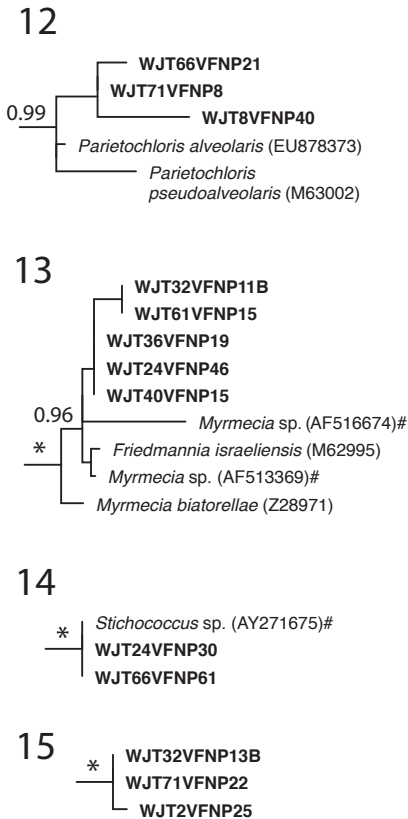 12
WJT66VFNP21
WJT71VFNP8
0.99
WJT8VFNP40
Parietochloris alveolaris (EU878373)
Parietochloris
pseudoalveolaris (M63002)
13
WJT32VFNP11B
WJT61VFNP15
WJT36VFNP19
WJT24VFNP46
WJT40VFNP15
0.96
Myrmecia sp. (AF516674)#
*
Friedmannia israeliensis (M62995)
Myrmecia sp. (AF513369)#
Myrmecia biatorellae (Z28971)
14
Stichococcus sp. (AY271675)#
*
WJT24VFNP30
WJT66VFNP61
15
WJT32VFNP13B
*
WJT71VFNP22
WJT2VFNP25